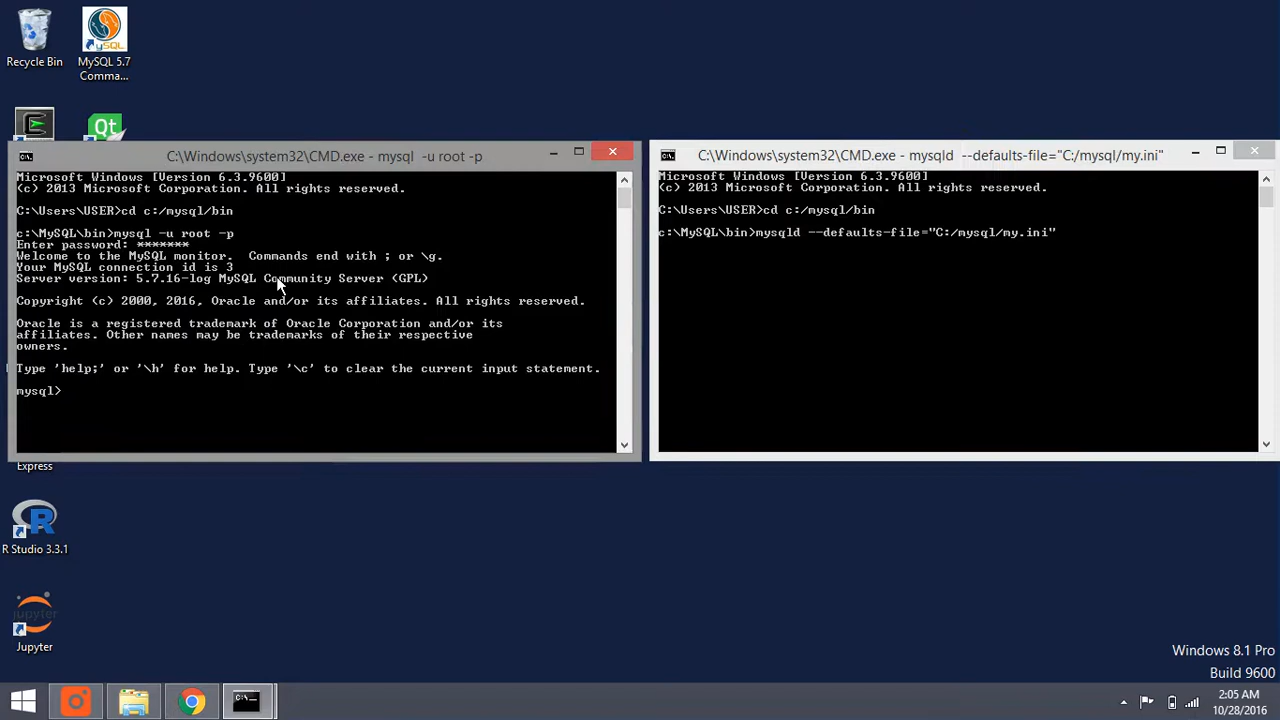 Recycle Bin
MySQL
MySQL 5.7
Comma...
Qt
C:\Windows\system32\CMD.exe - mysql  -u root -p
Microsoft Windows [Version 6.3.9600]
(c) 2013 Microsoft Corporation. All rights reserved.
C:\Users\USER>cd c:/mysql/bin
c:\MySQL\bin>mysql -u root -p
Enter password: *******
Welcome to the MySQL monitor.  Commands end with ; or \g.
Your MySQL connection id is 3
Server version: 5.7.16-log MySQL Community Server (GPL)
Copyright (c) 2000, 2016, Oracle and/or its affiliates. All rights reserved.
Oracle is a registered trademark of Oracle Corporation and/or its
affiliates. Other names may be trademarks of their respective
owners.
Type 'help;' or '\h' for help. Type '\c' to clear the current input statement.
mysql>
C:\Windows\system32\CMD.exe - mysqld  --defaults-file="C:/mysql/my.ini"
Microsoft Windows [Version 6.3.9600]
(c) 2013 Microsoft Corporation. All rights reserved.
C:\Users\USER>cd c:/mysql/bin
c:\MySQL\bin>mysqld --defaults-file="C:/mysql/my.ini"
Express
R
R Studio 3.3.1
jupyter
Jupyter
Windows 8.1 Pro
Build 9600
2:05 AM
10/28/2016